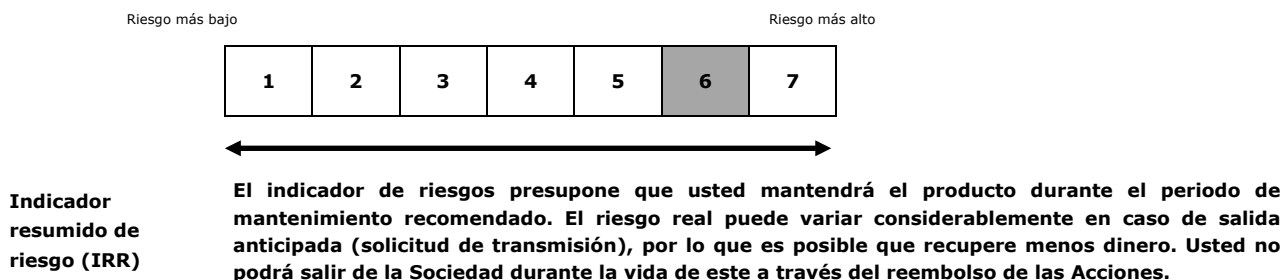 Riesgo más bajo
Riesgo más alto
1 2 3 4 5 6 7
Indicador
resumido de
riesgo (IRR)
El indicador de riesgos presupone que usted mantendrá el producto durante el periodo de
mantenimiento recomendado. El riesgo real puede variar considerablemente en caso de salida
anticipada (solicitud de transmisión), por lo que es posible que recupere menos dinero. Usted no
podrá salir de la Sociedad durante la vida de este a través del reembolso de las Acciones.